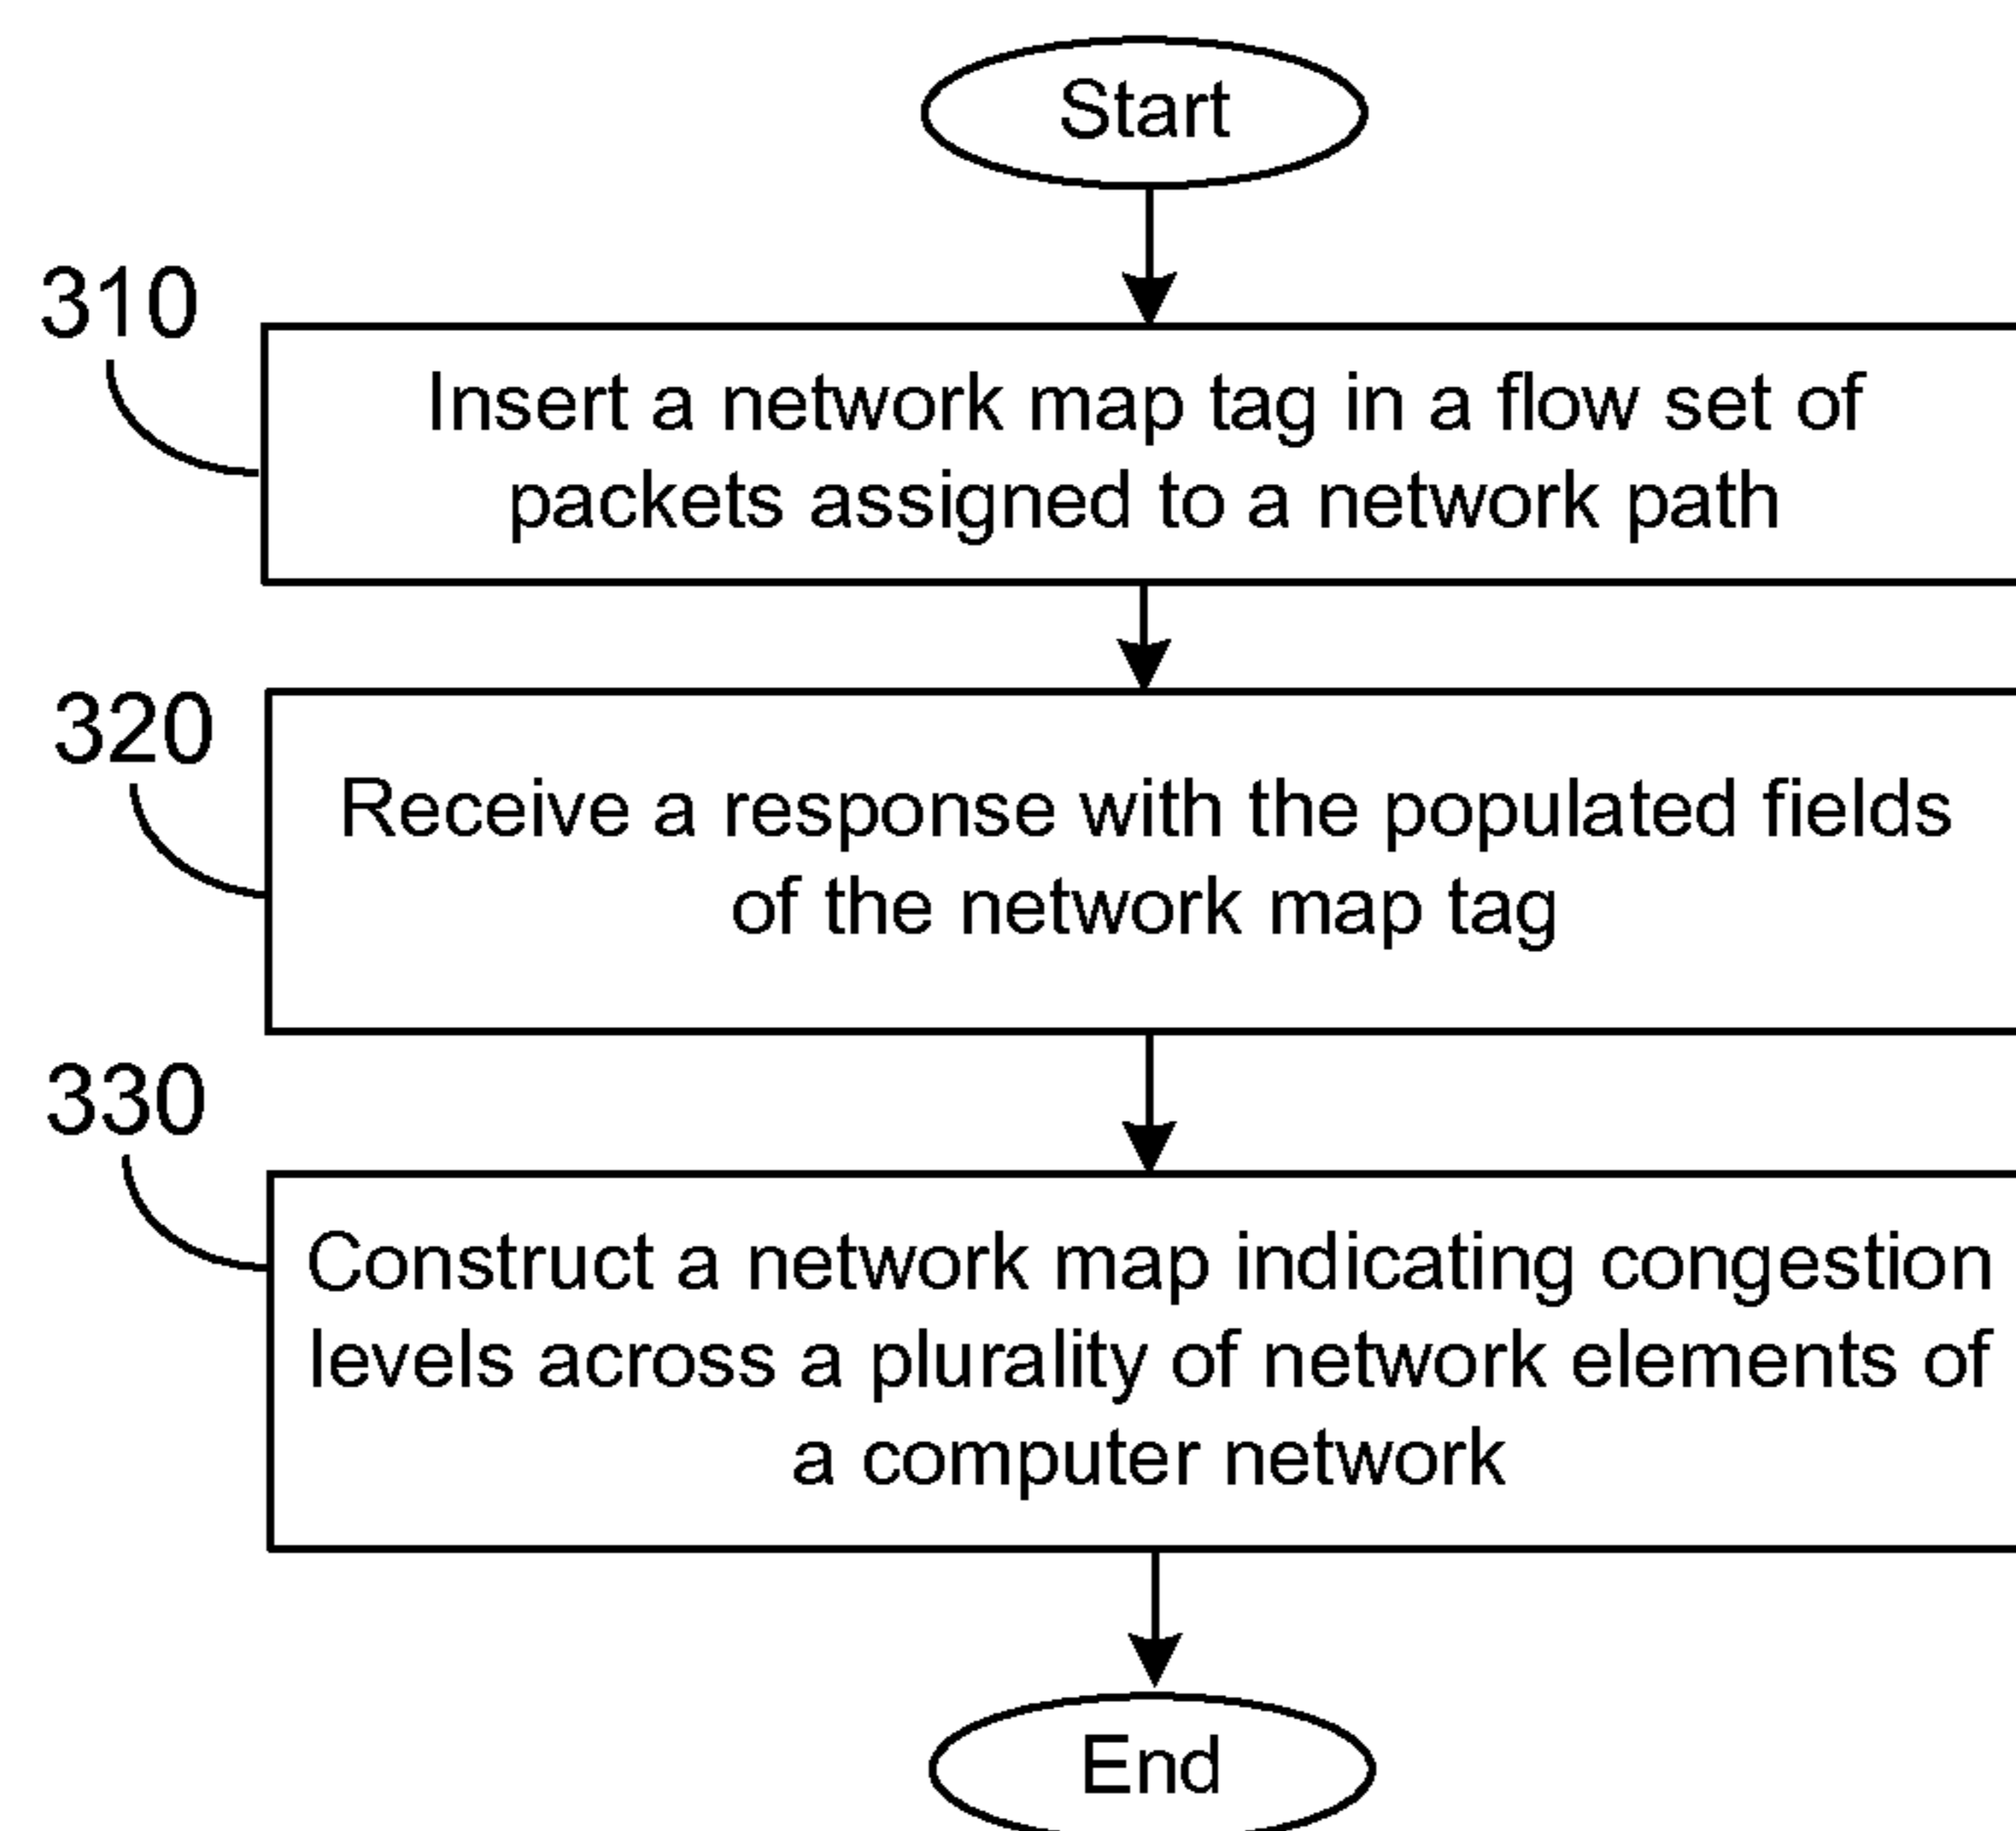 Start
310
Insert a network map tag in a flow set of
packets assigned to a network path
320
Receive a response with the populated fields
of the network map tag
330
Construct a network map indicating congestion
levels across a plurality of network elements of
a computer network
End